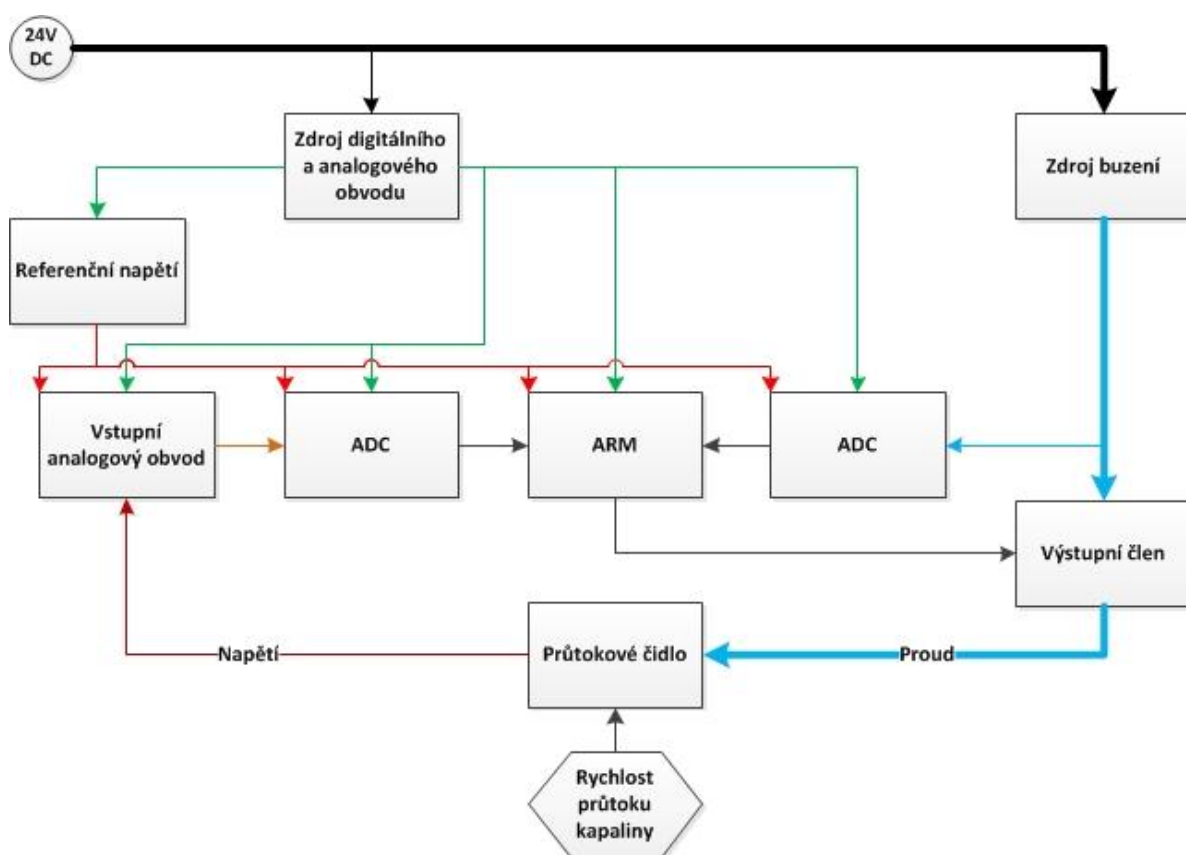 24V
DC
Zdroj digitálního
a analogového
obvodu
Zdroj buzení
Referenční napětí
Vstupní
analogový obvod
ADC
ARM
ADC
Výstupní člen
Napětí
Průtokové čidlo
Proud
Rychlost
průtoku
kapaliny